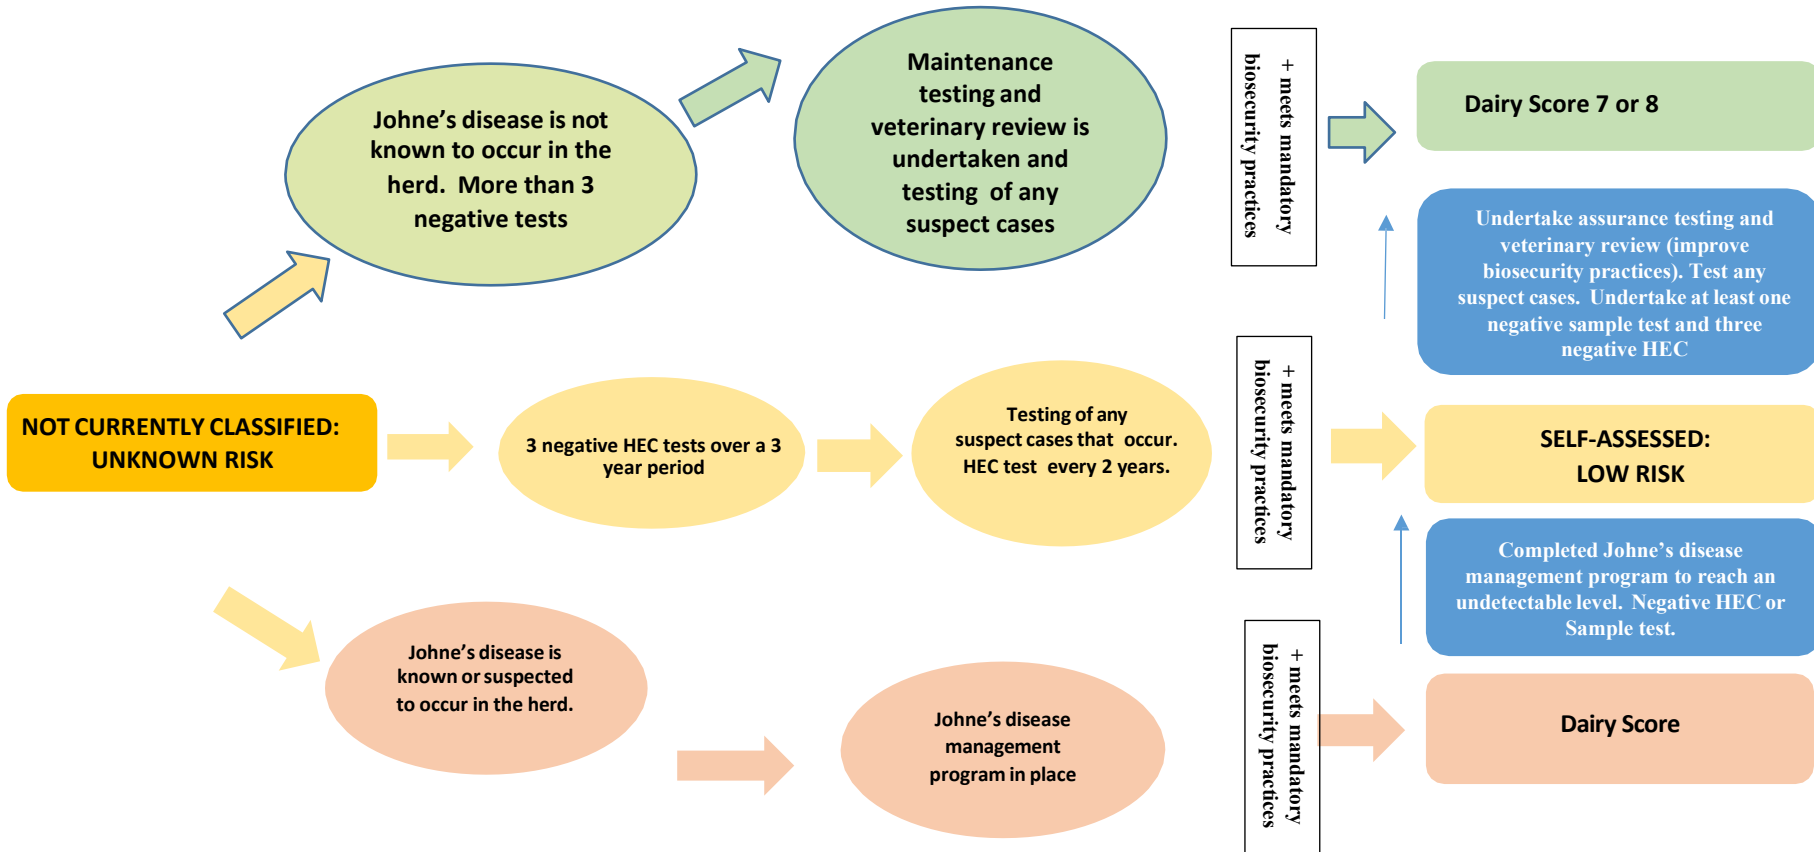 Johne’s disease is not
known to occur in the
herd.  More than 3
negative tests
Maintenance
testing and
veterinary review is
undertaken and
testing  of any
suspect cases
+ meets mandatory
biosecurity practices
Dairy Score 7 or 8
Undertake assurance testing and
veterinary review (improve
biosecurity practices). Test any
suspect cases.  Undertake at least one
negative sample test and three
negative HEC
NOT CURRENTLY CLASSIFIED:
UNKNOWN RISK
3 negative HEC tests over a 3
year period
Testing of any
suspect cases that  occur.
HEC test  every 2 years.
+ meets mandatory
biosecurity practices
SELF-ASSESSED:
LOW RISK
Completed Johne’s disease
management program to reach an
undetectable level.  Negative HEC or
Sample test.
Johne’s disease is
known or suspected
to occur in the herd.
Johne’s disease
management
program in place
+ meets mandatory
biosecurity practices
Dairy Score